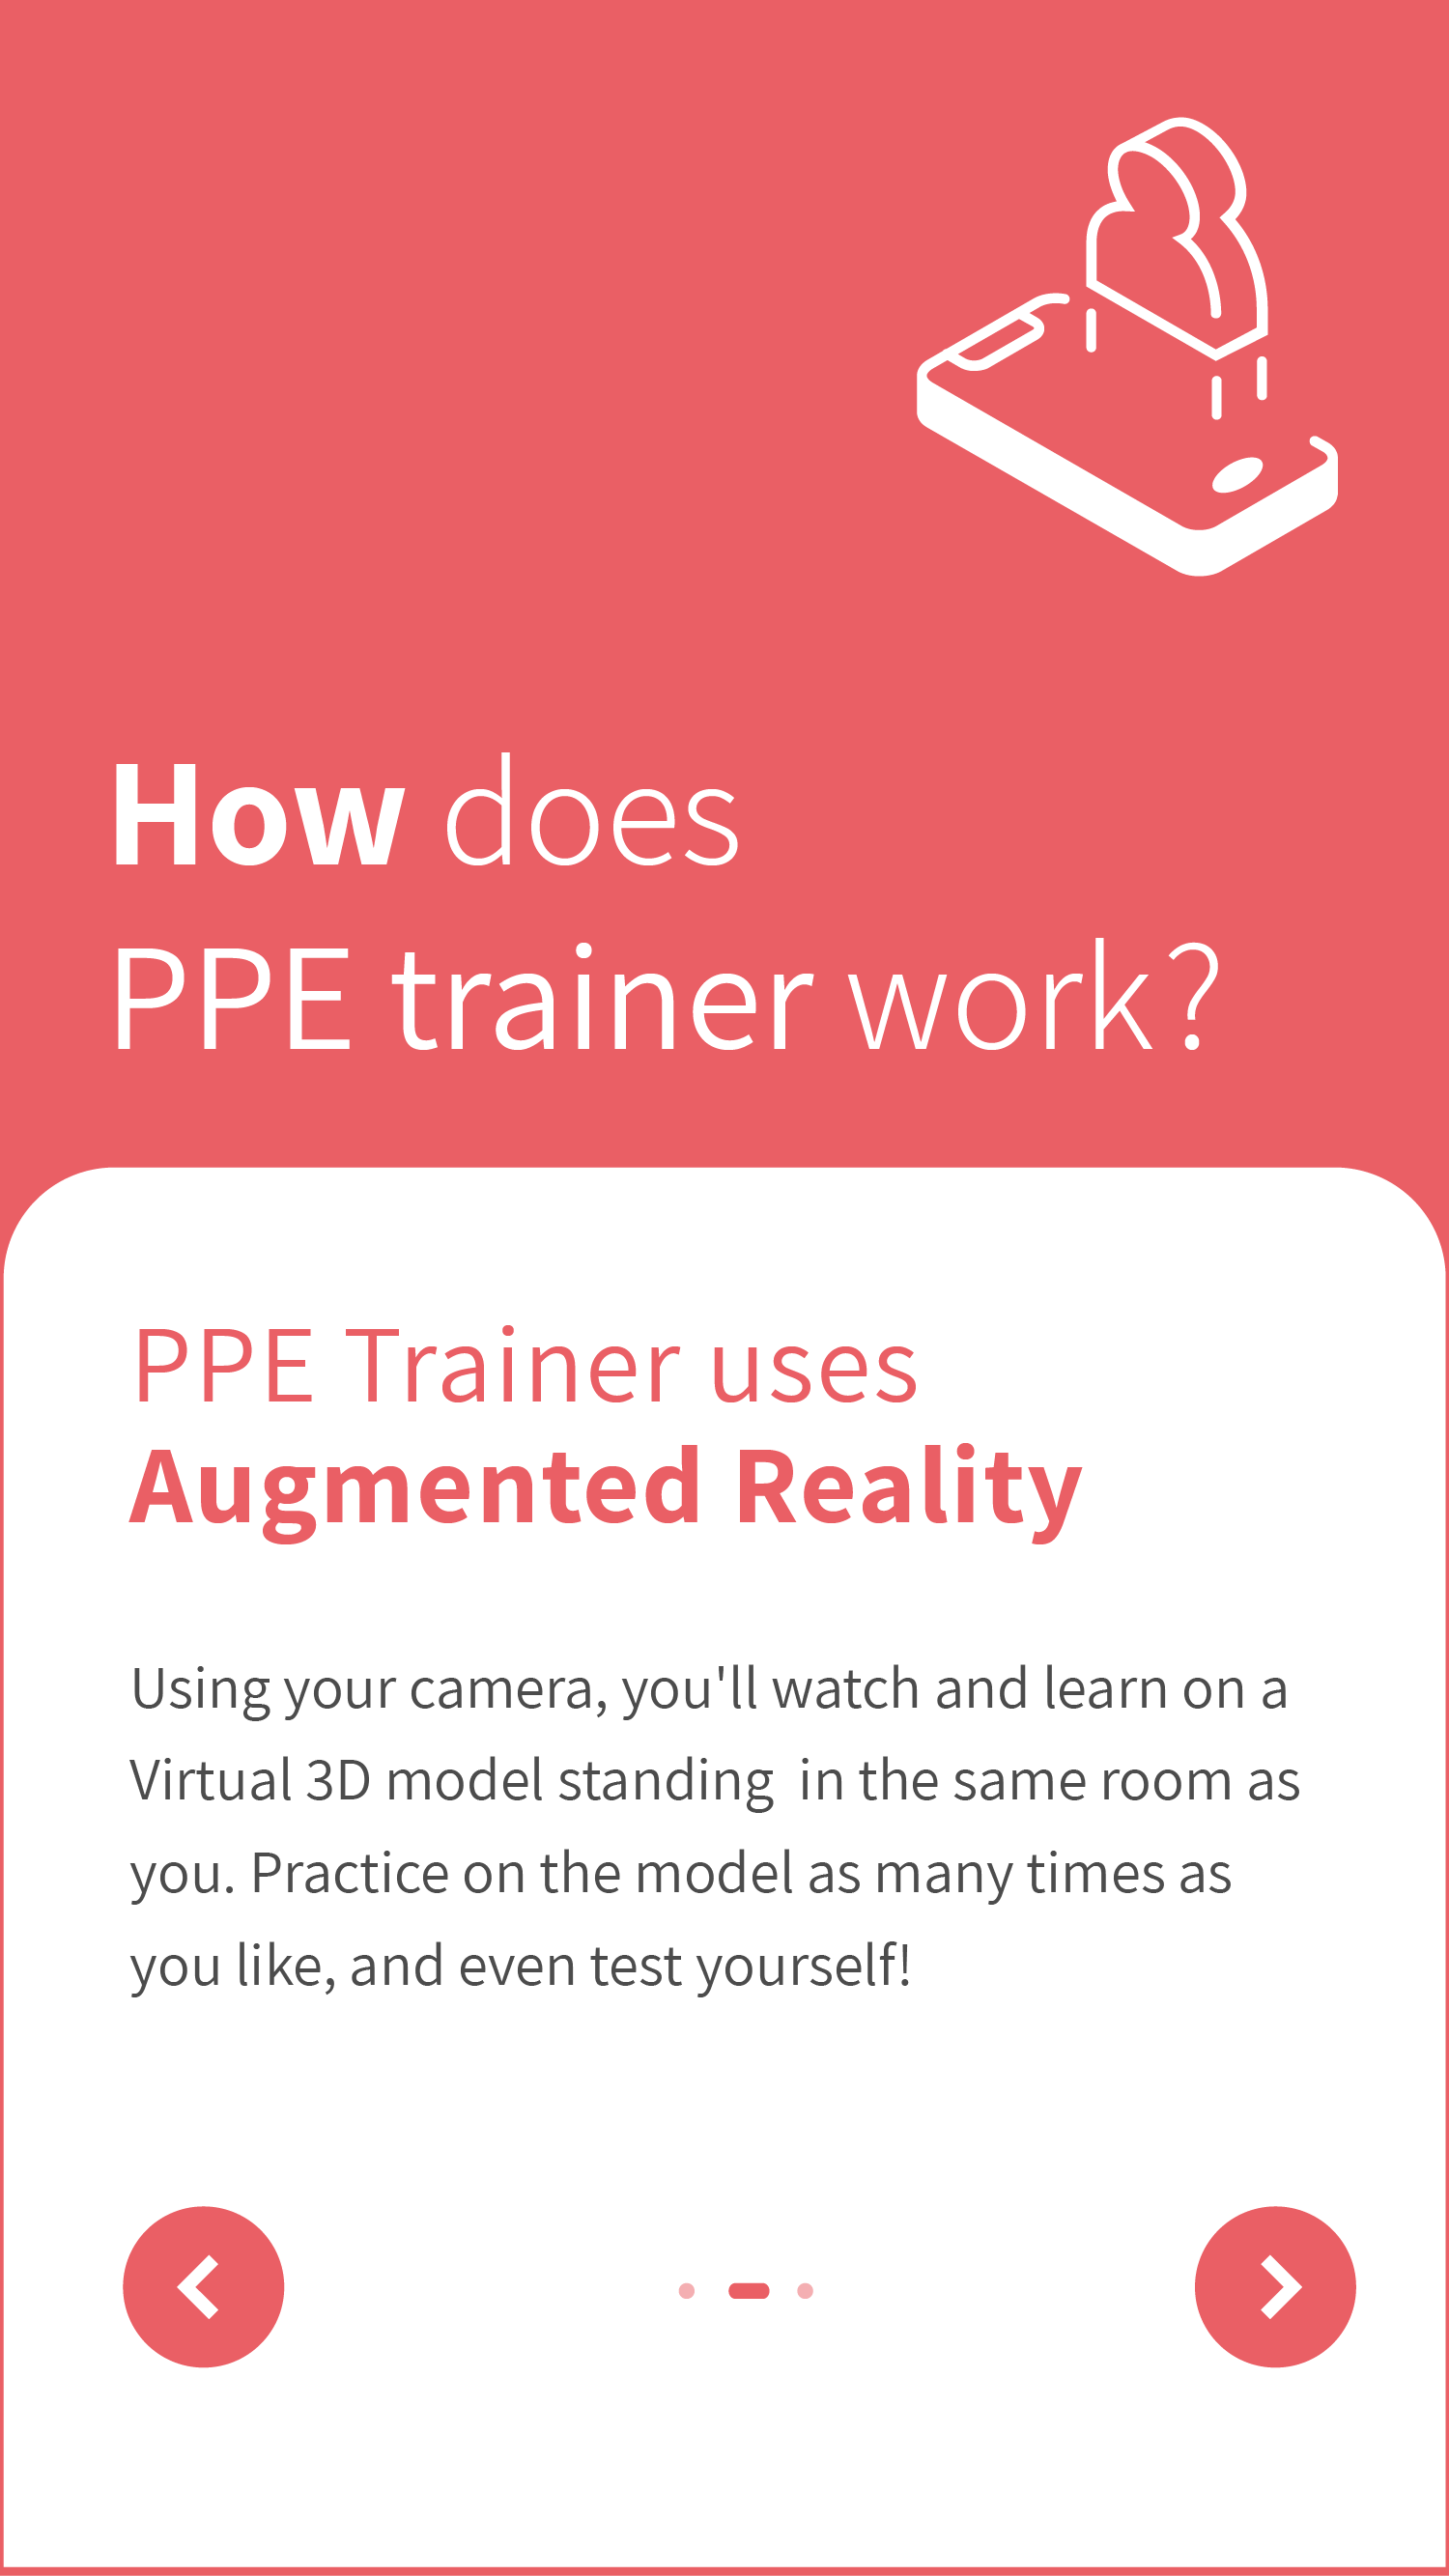 How does
PPE trainer work?
PPE Trainer uses
Augmented Reality
Using your camera, you'll watch and learn on a
Virtual 3D model standing  in the same room as
you. Practice on the model as many times as
you like, and even test yourself!